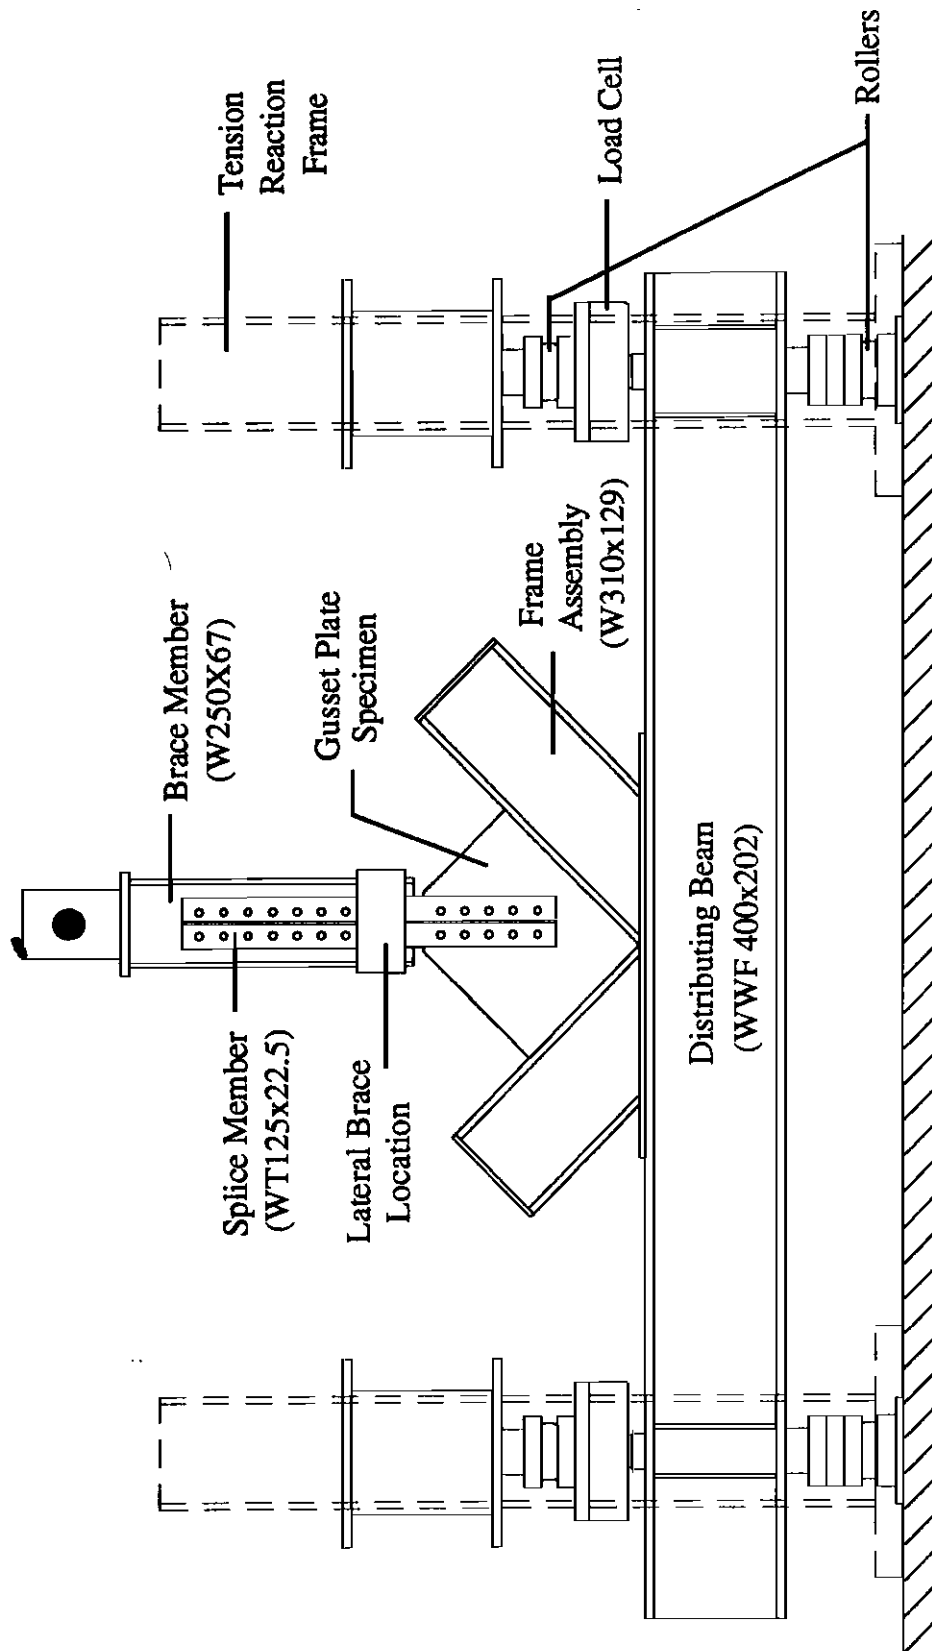 Tension
Reaction
Frame
Load Cell
Rollers
Brace Member
(W250X67)
Gusset Plate
Specimen
Frame
Assembly
(W310x129)
Splice Member
(WT125x22.5)
Lateral Brace
Location
Distributing Beam
(WWF 400x202)